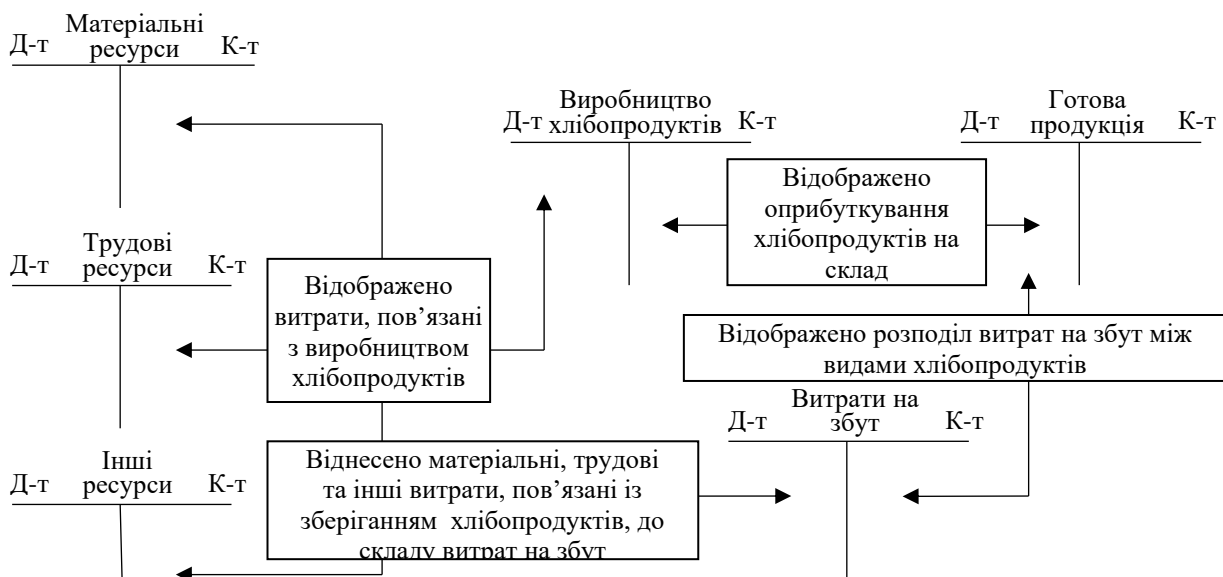 Матеріальні
Д-т ресурси К-т
Виробництво
Д-т хлібопродуктів К-т
Готова
Д-т продукція К-т
Відображено
оприбуткування
хлібопродуктів на
склад
Трудові
Д-т ресурси К-т
Відображено
витрати, пов’язані
з виробництвом
хлібопродуктів
Відображено розподіл витрат на збут між
видами хлібопродуктів
Витрати на
Д-т збут К-т
Інші
Д-т ресурси К-т
Віднесено матеріальні, трудові
та інші витрати, пов’язані із
зберіганням хлібопродуктів, до
складу витрат на збут